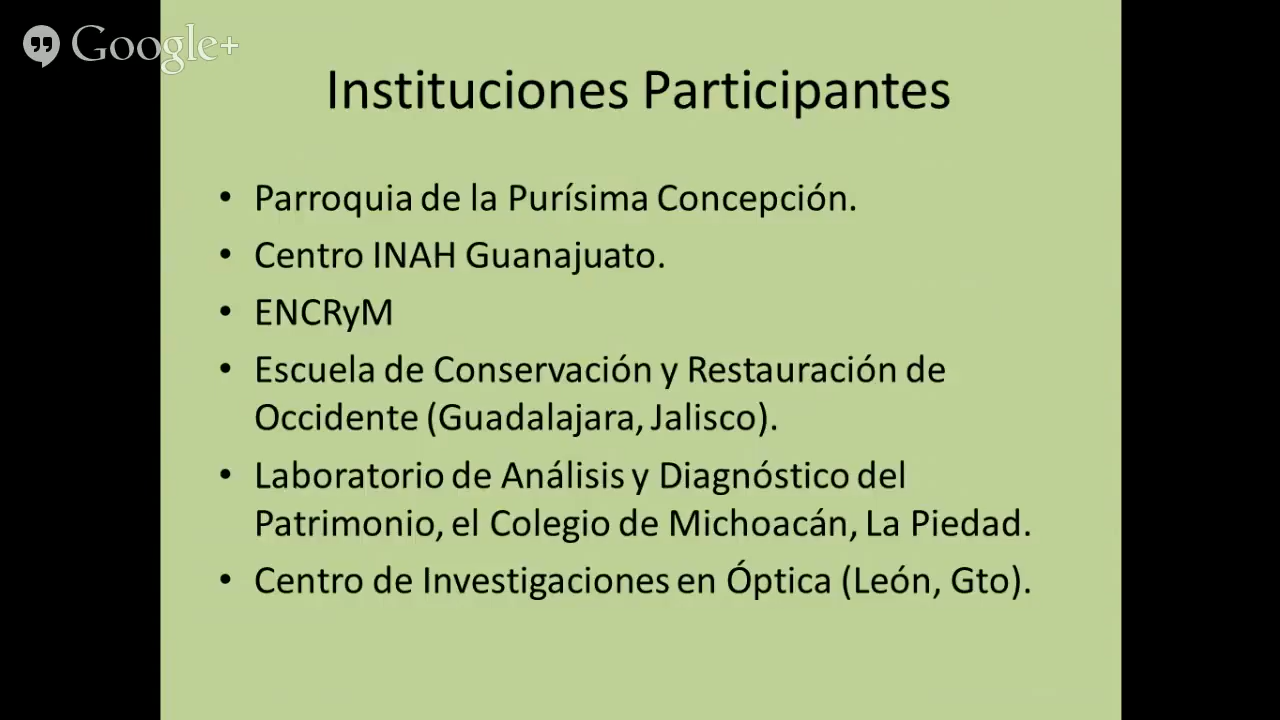 Google+
Instituciones Participantes
• Parroquia de la Purísima Concepción.
• Centro INAH Guanajuato.
• ENCRyM
• Escuela de Conservación y Restauración de
Occidente (Guadalajara, Jalisco).
• Laboratorio de Análisis y Diagnóstico del
Patrimonio, el Colegio de Michoacán, La Piedad.
• Centro de Investigaciones en Óptica (León, Gto).